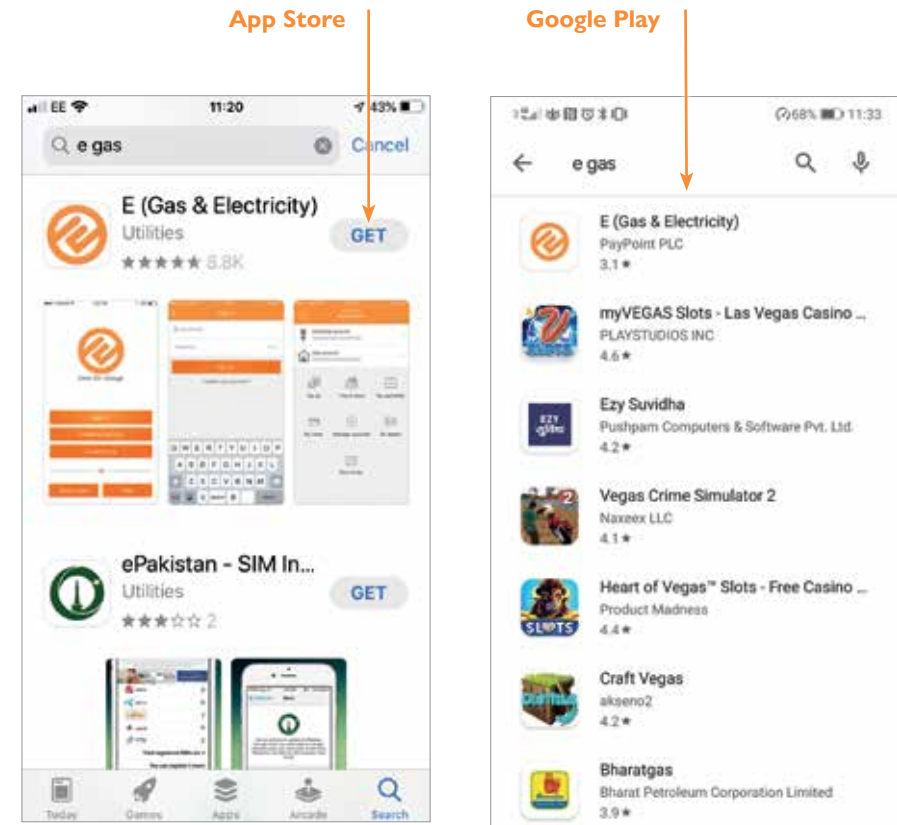 App Store
Google Play
EE
11:20
43%
e gas
Cancel
E (Gas & Electricity)
Utilities
GET
8.8K
ePakistan - SIM In...
Utilities
GET
2
Today
Games
Apps
Arcade
Search
68%
11:33
e gas
E (Gas & Electricity)
PayPoint PLC
3.1★
myVEGAS Slots - Las Vegas Casino ...
PLAYSTUDIOS INC
4.6★
EZY
सुविधा
Ezy Suvidha
Pushpam Computers & Software Pvt. Ltd.
4.2★
2
Vegas Crime Simulator 2
Naxeex LLC
4.1★
SLOTS
Heart of Vegas™ Slots - Free Casino ...
Product Madness
4.4★
Craft Vegas
akseno2
4.2★
Bharatgas
Bharat Petroleum Corporation Limited
3.9★